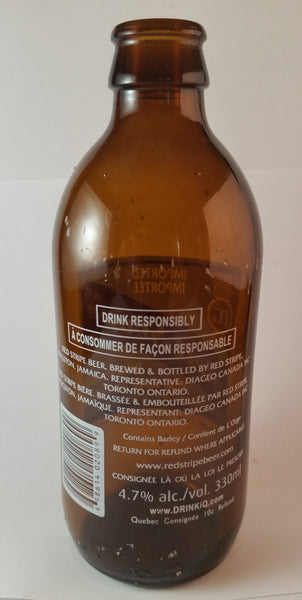 IMPORTED
IMPORTÉE
DRINK RESPONSIBLY
À CONSOMMER DE FAÇON RESPONSABLE
RED STRIPE BEER. BREWED & BOTTLED BY RED STRIPE,
JAMAICA. REPRESENTATIVE: DIAGEO CANADA INC.
TORONTO ONTARIO.
STRIPE BIÈRE. BRASSÉE & EMBOUTEILLÉE PAR RED STRIPE,
JAMAÏQUE. REPRESENTANT: DIAGEO CANADA INC.
TORONTO ONTARIO.
Contains Barley / Contient de L'Orge
RETURN FOR REFUND WHERE APPLICABLE
www.redstripebeer.com
CONSIGNÉE LÀ OÙ LA LOI LE PRESCRIT
4.7% alc./vol. 330ml
www.DRINKiQ.com
Quebec Consignée 10c Refund